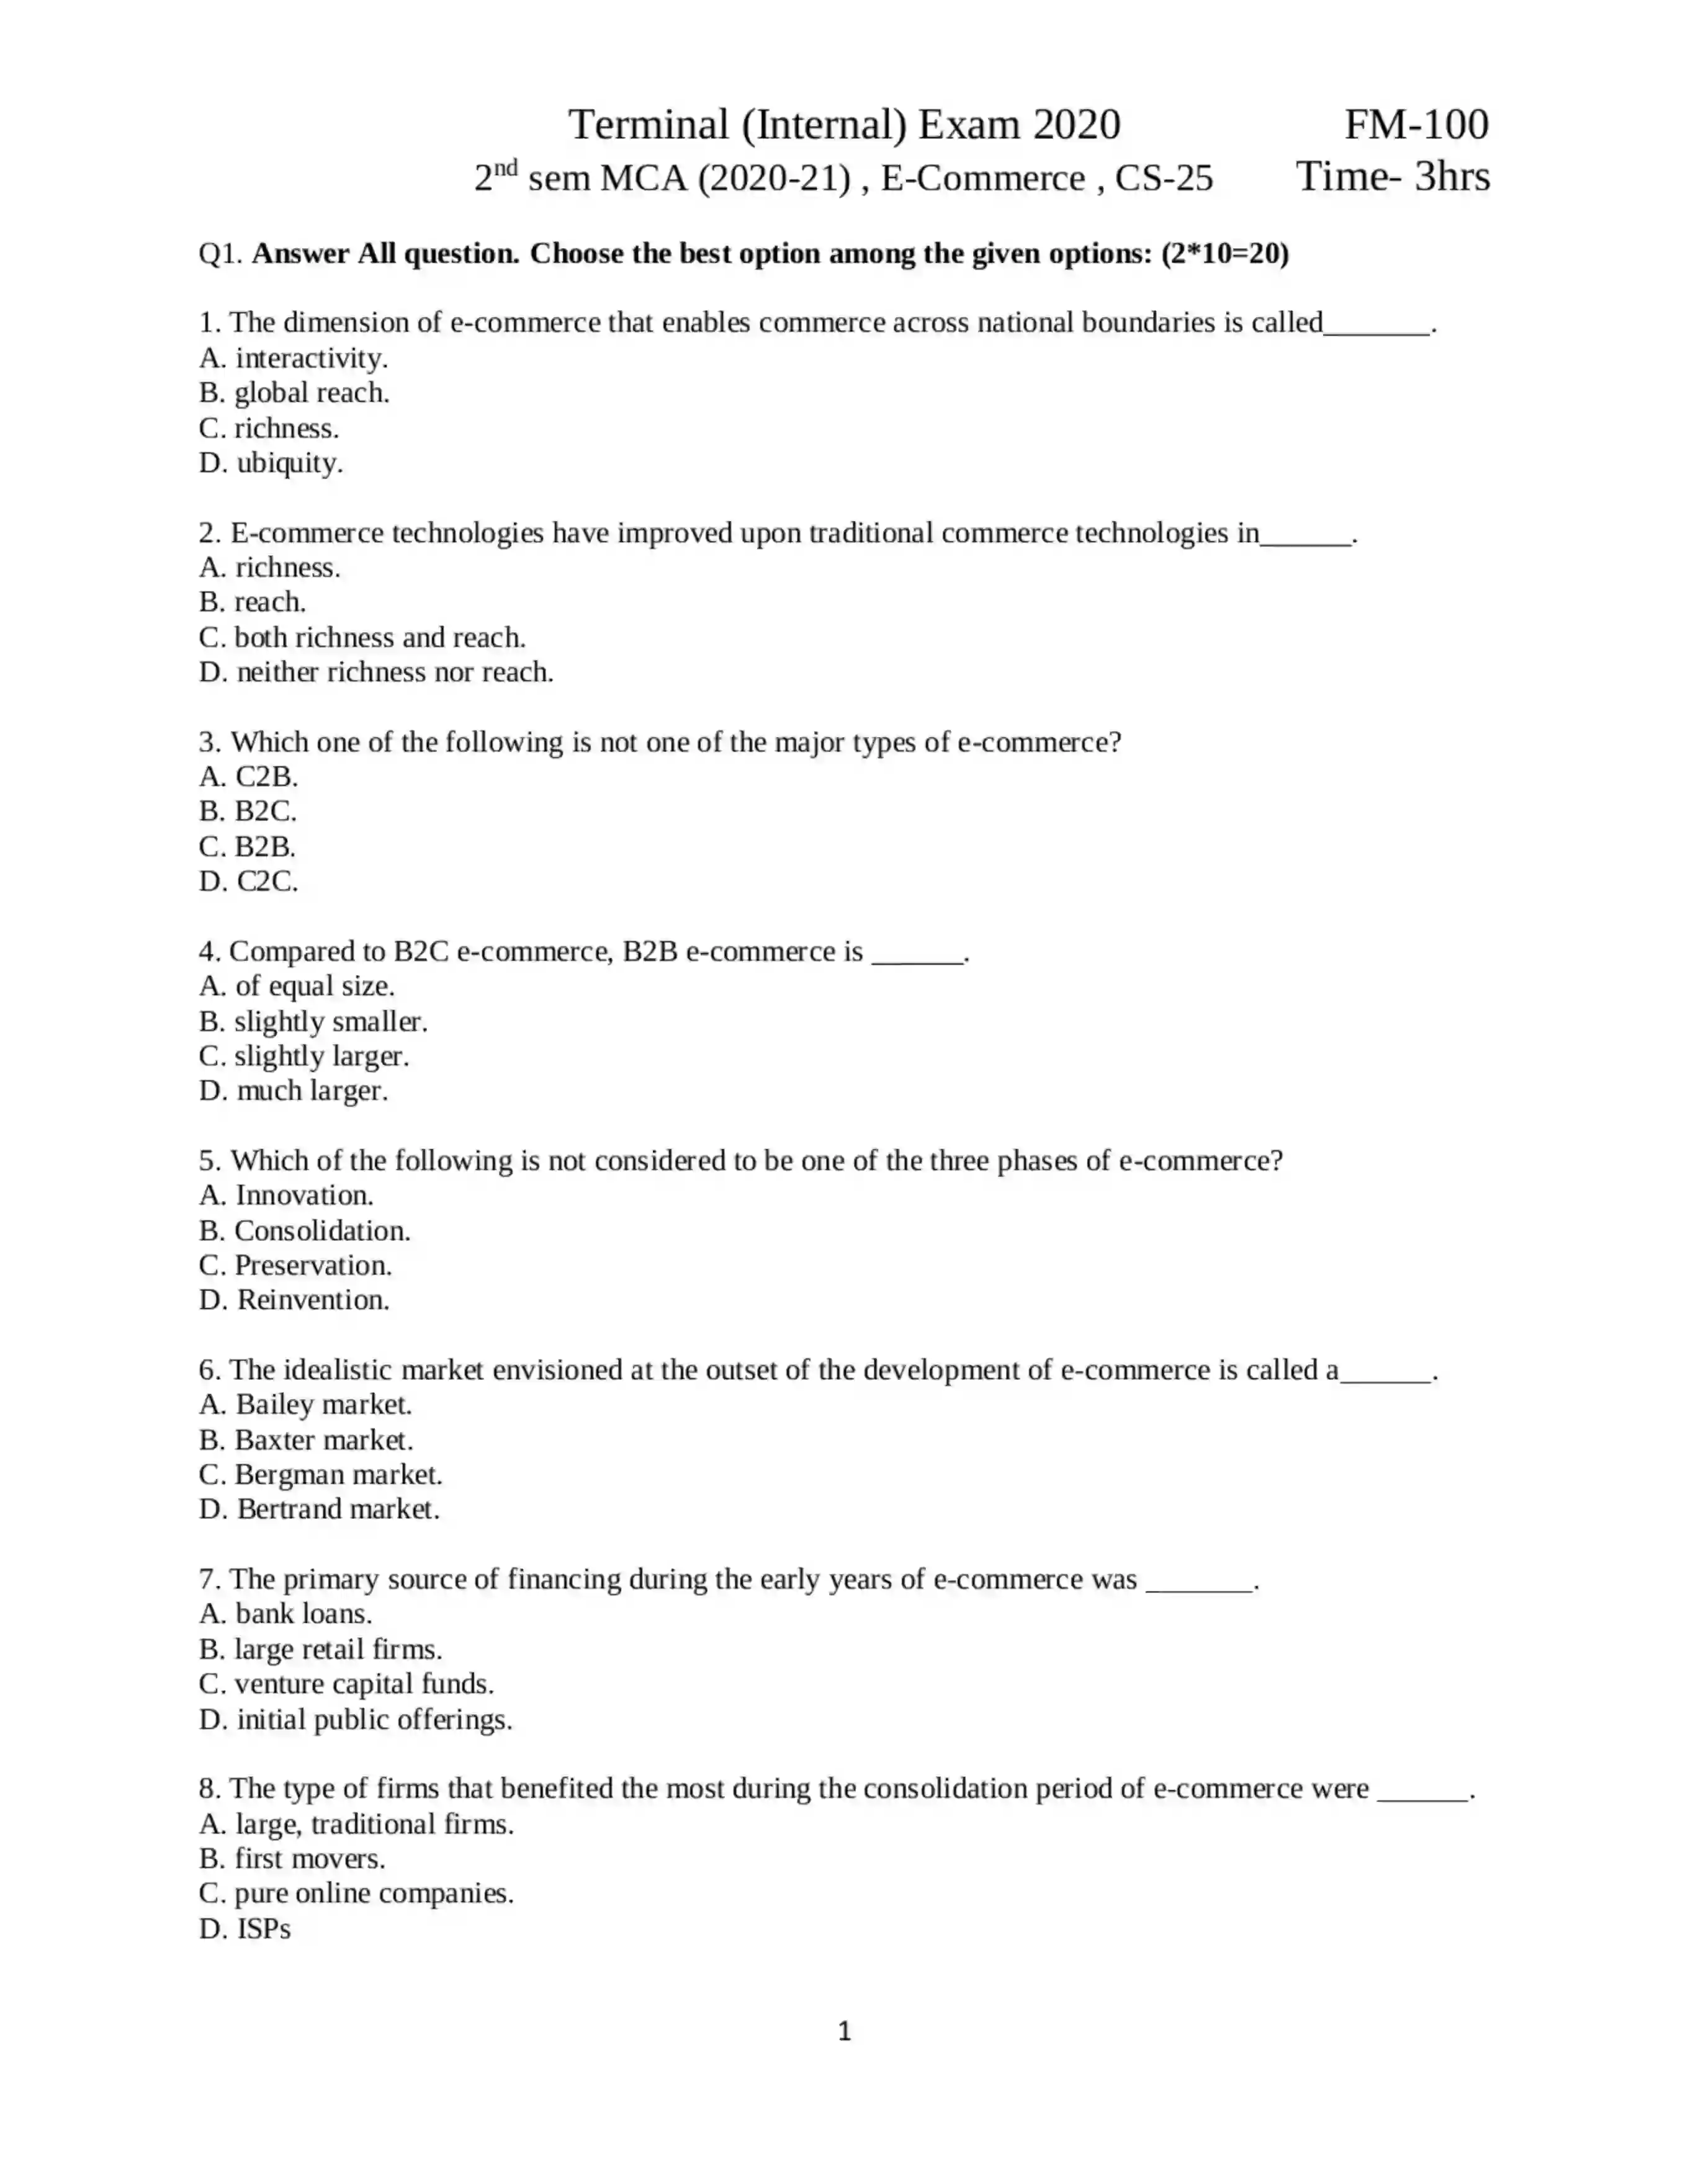 Terminal (Internal) Exam 2020 FM-100
2nd sem MCA (2020-21) , E-Commerce , CS-25 Time- 3hrs
Q1. Answer All question. Choose the best option among the given options: (2*10=20)
1. The dimension of e-commerce that enables commerce across national boundaries is called_______.
A. interactivity.
B. global reach.
C. richness.
D. ubiquity.
2. E-commerce technologies have improved upon traditional commerce technologies in______.
A. richness.
B. reach.
C. both richness and reach.
D. neither richness nor reach.
3. Which one of the following is not one of the major types of e-commerce?
A. C2B.
B. B2C.
C. B2B.
D. C2C.
4. Compared to B2C e-commerce, B2B e-commerce is ______.
A. of equal size.
B. slightly smaller.
C. slightly larger.
D. much larger.
5. Which of the following is not considered to be one of the three phases of e-commerce?
A. Innovation.
B. Consolidation.
C. Preservation.
D. Reinvention.
6. The idealistic market envisioned at the outset of the development of e-commerce is called a______.
A. Bailey market.
B. Baxter market.
C. Bergman market.
D. Bertrand market.
7. The primary source of financing during the early years of e-commerce was _______.
A. bank loans.
B. large retail firms.
C. venture capital funds.
D. initial public offerings.
8. The type of firms that benefited the most during the consolidation period of e-commerce were ______.
A. large, traditional firms.
B. first movers.
C. pure online companies.
D. ISPs
1